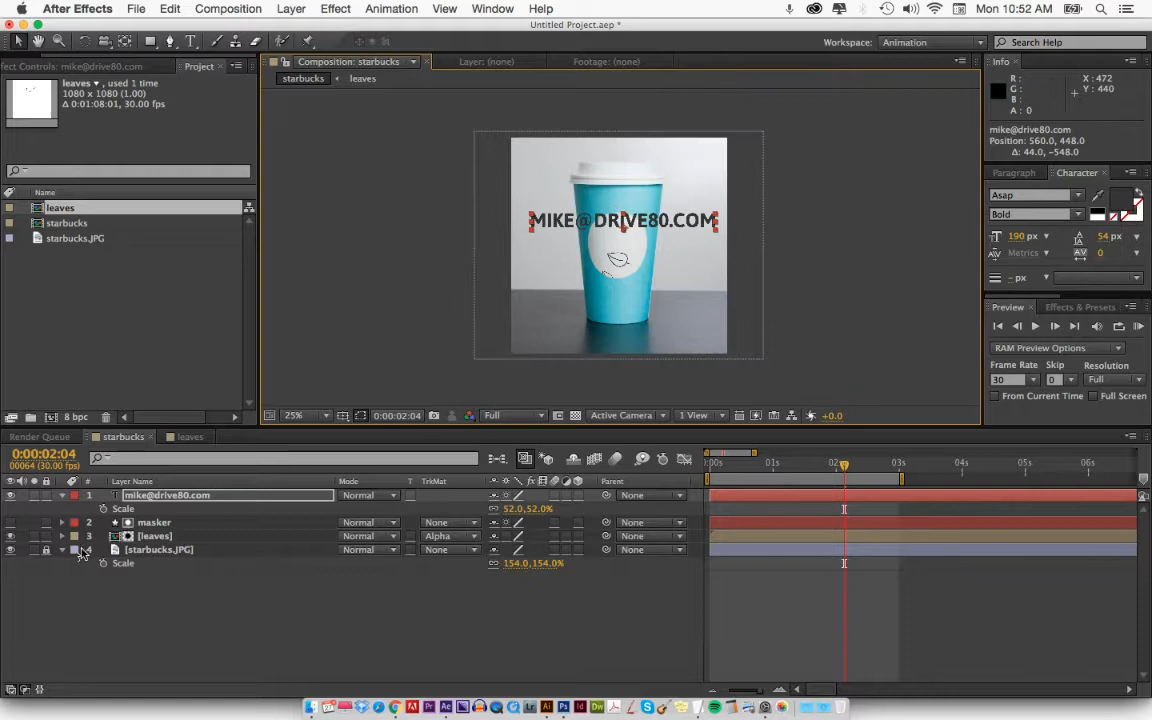 After Effects File Edit Composition Layer Effect Animation View Window Help Mon 10:52 AM
Untitled Project.aep *
Workspace: Animation Search Help
fect Controls: mike@drive80.com Project
leaves ▾, used 1 time
1080 x 1080 (1.00)
Δ 0:01:08:01, 30.00 fps
Name
leaves
starbucks
starbucks.JPG
8 bpc
Composition: starbucks Layer: (none) Footage: (none)
starbucks leaves
MIKE@DRIVE80.COM
25% 0:00:02:04 Full Active Camera 1 View +0.0
Info
R: X: 472
G: Y: 440
B:
A: 0
mike@drive80.com
Position: 560.0, 448.0
Δ: 44.0, -548.0
Paragraph Character
Asap
Bold
190 px 54 px
Metrics 0
- px
Preview Effects & Presets
RAM Preview Options
Frame Rate Skip Resolution
30 0 Full
From Current Time Full Screen
Render Queue starbucks leaves
0:00:02:04
00064 (30.00 fps)
# Layer Name Mode T TrkMat Parent
1 T mike@drive80.com Normal None
Scale 52.0,52.0%
2 masker Normal None None
3 [leaves] Normal Alpha None
4 [starbucks.JPG] Normal None None
Scale 154.0,154.0%
:00s 01s 02s 03s 04s 05s 06s